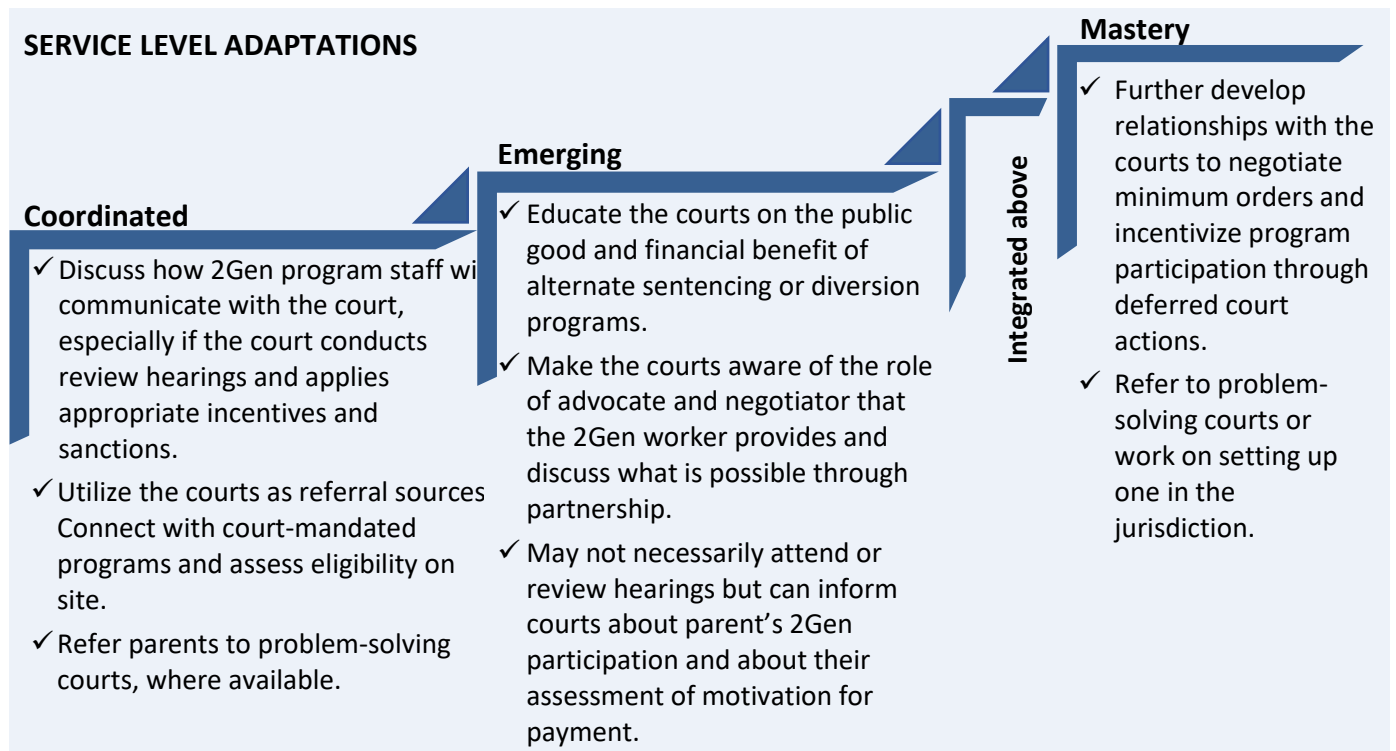 SERVICE LEVEL ADAPTATIONS
Coordinated
✓ Discuss how 2Gen program staff wi
communicate with the court,
especially if the court conducts
review hearings and applies
appropriate incentives and
sanctions.
✓ Utilize the courts as referral sources
Connect with court-mandated
programs and assess eligibility on
site.
✓ Refer parents to problem-solving
courts, where available.
Emerging
✓ Educate the courts on the public
good and financial benefit of
alternate sentencing or diversion
programs.
✓ Make the courts aware of the role
of advocate and negotiator that
the 2Gen worker provides and
discuss what is possible through
partnership.
✓ May not necessarily attend or
review hearings but can inform
courts about parent’s 2Gen
participation and about their
assessment of motivation for
payment.
Integrated above
Mastery
✓ Further develop
relationships with the
courts to negotiate
minimum orders and
incentivize program
participation through
deferred court
actions.
✓ Refer to problem-
solving courts or
work on setting up
one in the
jurisdiction.